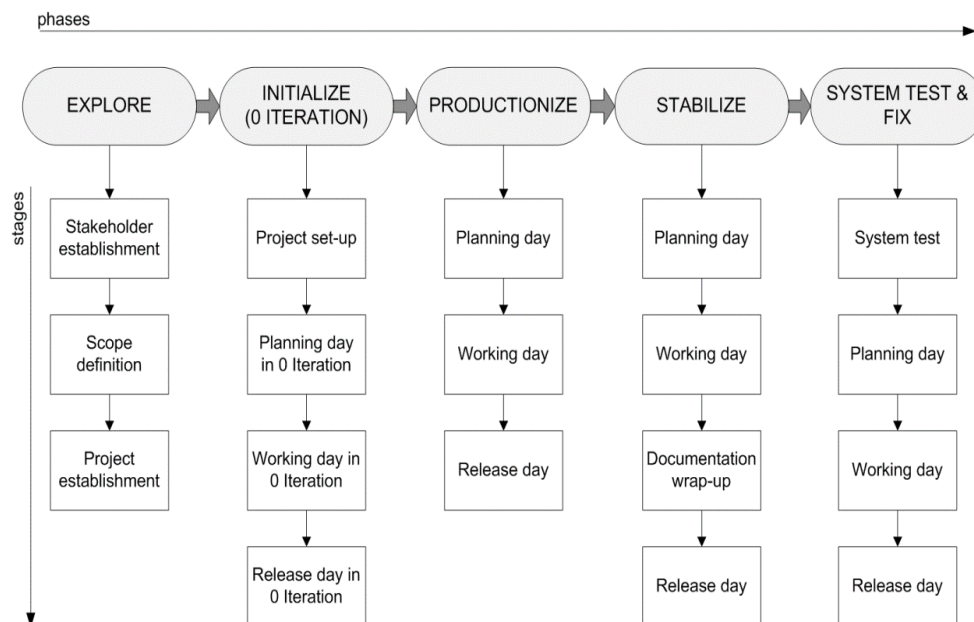 phases
EXPLORE
INITIALIZE
(0 ITERATION)
PRODUCTIONIZE
STABILIZE
SYSTEM TEST &
FIX
stages
Stakeholder
establishment
Project set-up
Planning day
Planning day
System test
Scope
definition
Planning day
in 0 Iteration
Working day
Working day
Planning day
Project
establishment
Working day in
0 Iteration
Release day
Documentation
wrap-up
Working day
Release day in
0 Iteration
Release day
Release day